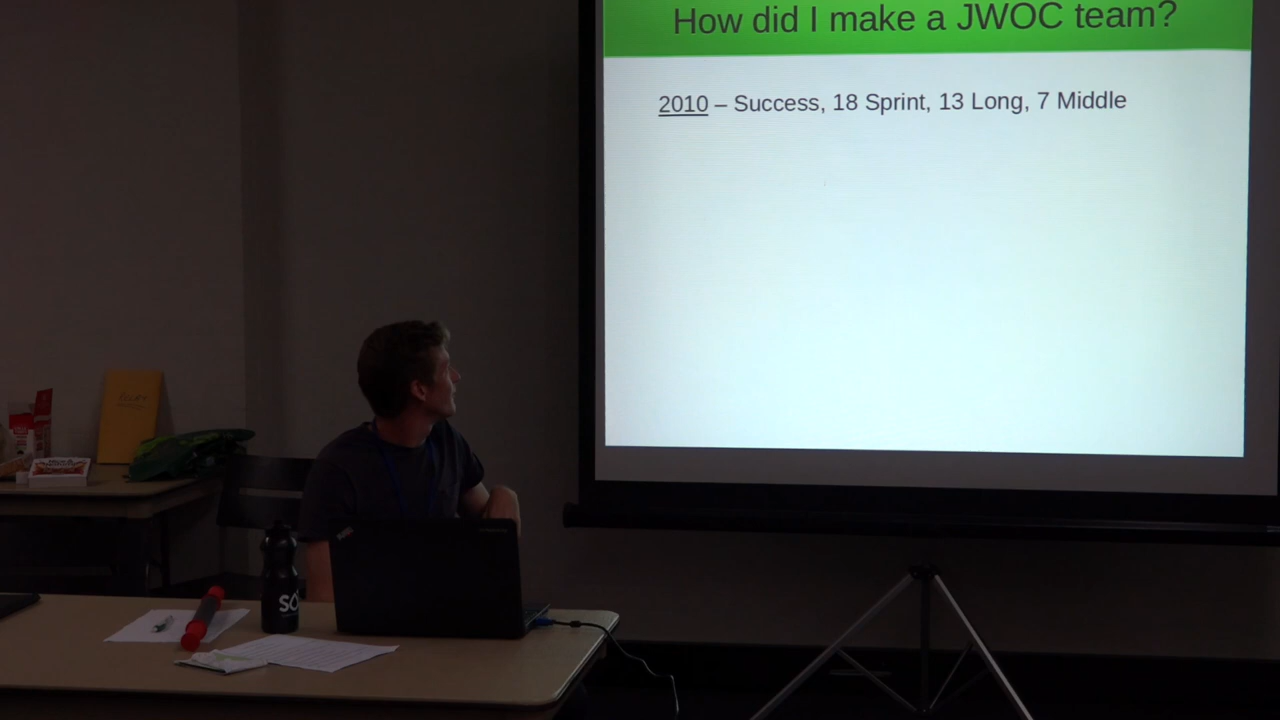 How did I make a JWOC team?
2010 – Success, 18 Sprint, 13 Long, 7 Middle